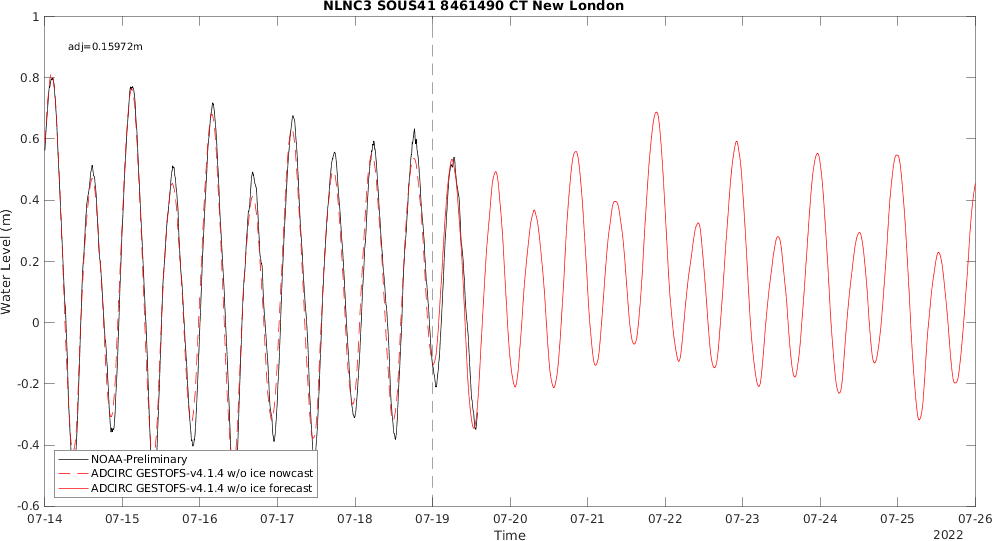 NLNC3 SOUS41 8461490 CT New London
adj=0.15972m
Water Level (m)
1
0.8
0.6
0.4
0.2
0
-0.2
-0.4
-0.6
NOAA-Preliminary
ADCIRC GESTOFS-v4.1.4 w/o ice nowcast
ADCIRC GESTOFS-v4.1.4 w/o ice forecast
07-14 07-15 07-16 07-17 07-18 07-19 07-20 07-21 07-22 07-23 07-24 07-25 07-26
Time
2022